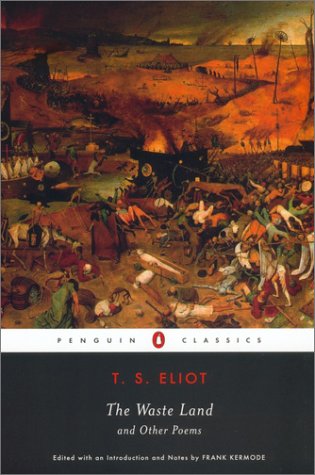 PENGUIN CLASSICS
T. S. ELIOT
The Waste Land
and Other Poems
Edited with an Introduction and Notes by FRANK KERMODE